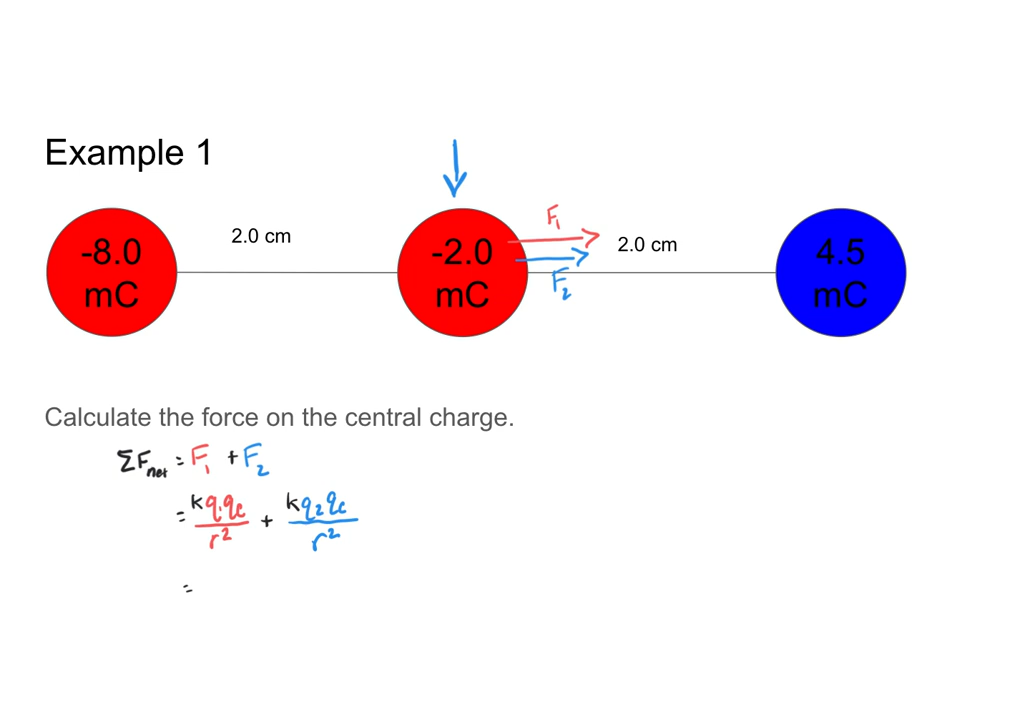 Example 1
-8.0 mC
2.0 cm
-2.0 mC
F₁
F₂
2.0 cm
4.5 mC
Calculate the force on the central charge.
ΣFnet = F₁ + F₂
= kq₁qc/r² + kq₂qc/r²
=